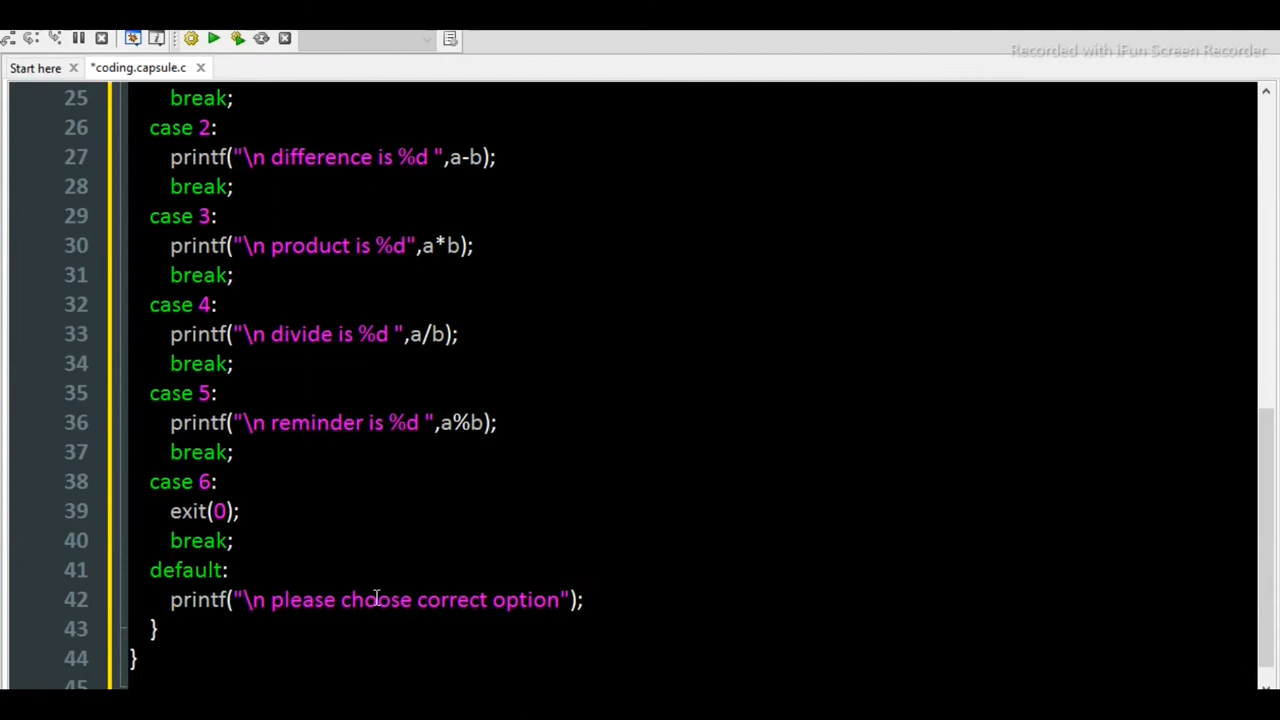 Recorded with iFun Screen Recorder
Start here
*coding.capsule.c
25 break;
26 case 2:
27 printf("\n difference is %d ",a-b);
28 break;
29 case 3:
30 printf("\n product is %d",a*b);
31 break;
32 case 4:
33 printf("\n divide is %d ",a/b);
34 break;
35 case 5:
36 printf("\n reminder is %d ",a%b);
37 break;
38 case 6:
39 exit(0);
40 break;
41 default:
42 printf("\n please choose correct option");
43 }
44 }
45